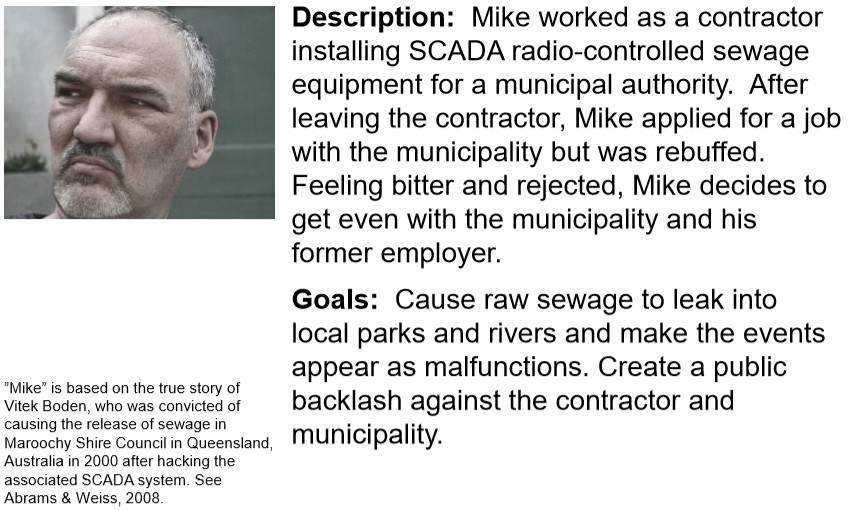 Description:  Mike worked as a contractor
installing SCADA radio-controlled sewage
equipment for a municipal authority.  After
leaving the contractor, Mike applied for a job
with the municipality but was rebuffed.
Feeling bitter and rejected, Mike decides to
get even with the municipality and his
former employer.
Goals:  Cause raw sewage to leak into
local parks and rivers and make the events
appear as malfunctions. Create a public
backlash against the contractor and
municipality.
”Mike” is based on the true story of
Vitek Boden, who was convicted of
causing the release of sewage in
Maroochy Shire Council in Queensland,
Australia in 2000 after hacking the
associated SCADA system. See
Abrams & Weiss, 2008.